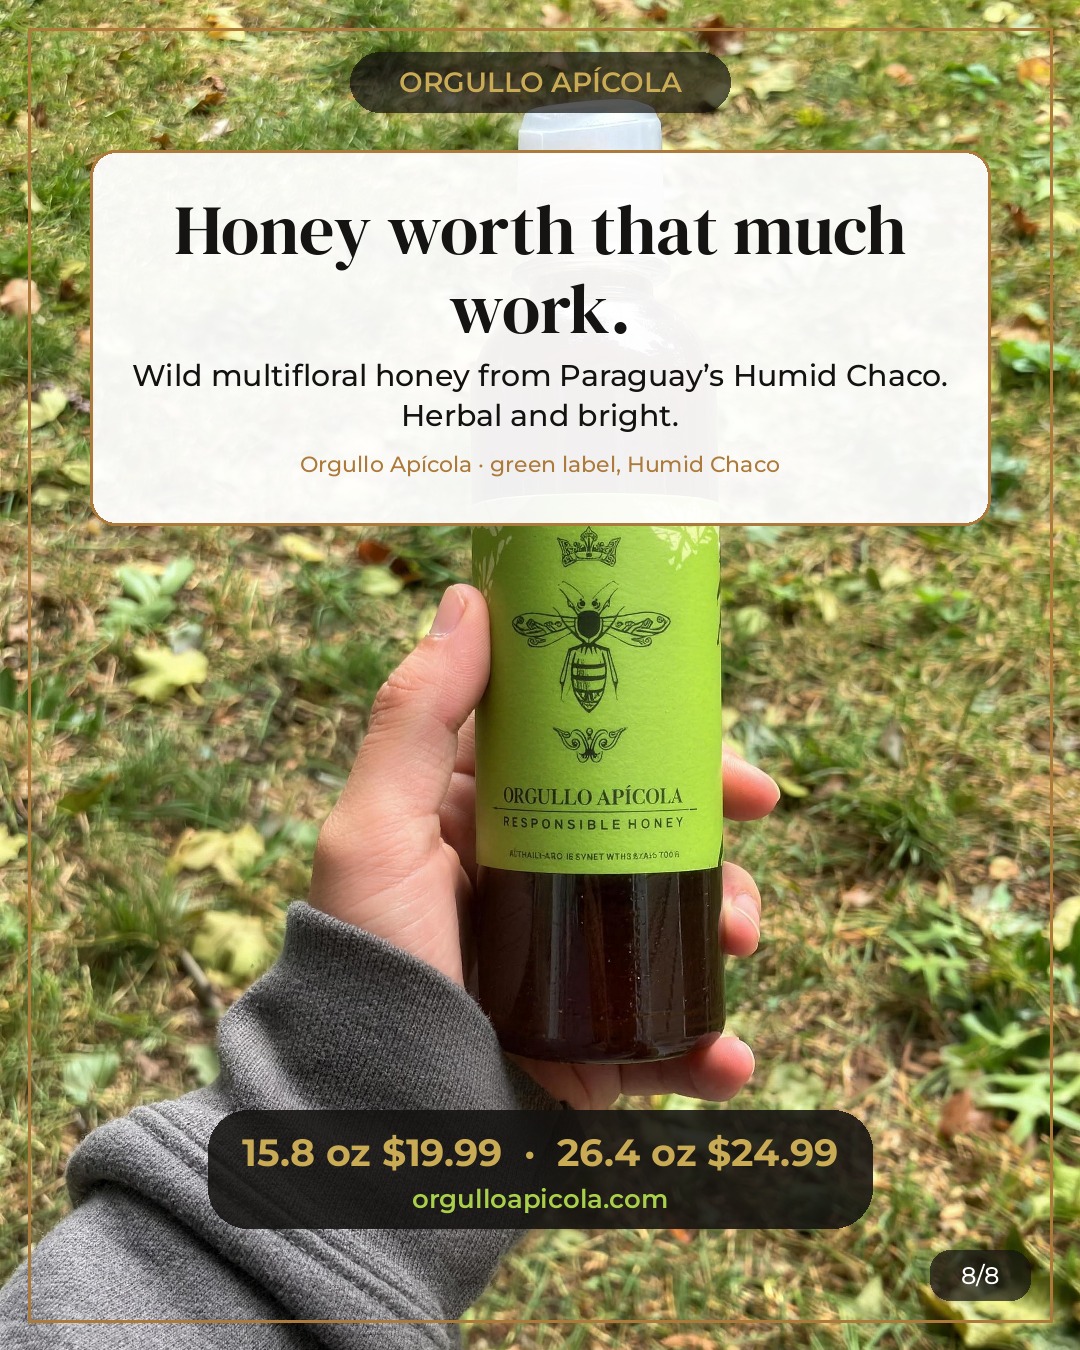 ORGULLO APÍCOLA
Honey worth that much
work.
Wild multifloral honey from Paraguay’s Humid Chaco.
Herbal and bright.
Orgullo Apícola · green label, Humid Chaco
ORGULLO APÍCOLA
RESPONSIBLE HONEY
15.8 oz $19.99 · 26.4 oz $24.99
orgulloapicola.com
8/8